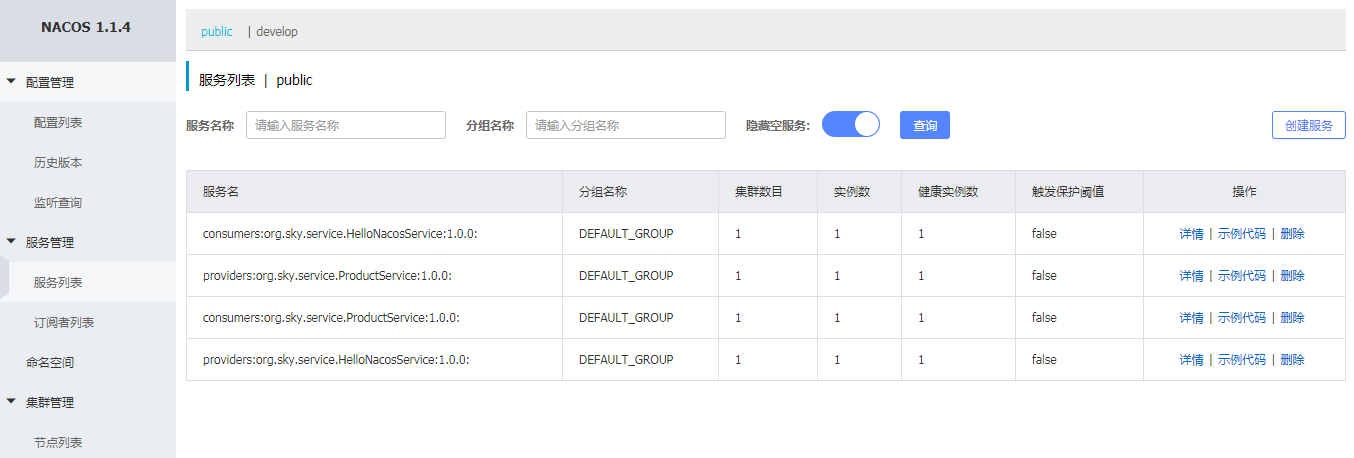 NACOS 1.1.4
配置管理
配置列表
历史版本
监听查询
服务管理
服务列表
订阅者列表
命名空间
集群管理
节点列表
public | develop
服务列表 | public
服务名称 请输入服务名称 分组名称 请输入分组名称 隐藏空服务: 查询 创建服务
服务名 分组名称 集群数目 实例数 健康实例数 触发保护阈值 操作
consumers:org.sky.service.HelloNacosService:1.0.0: DEFAULT_GROUP 1 1 1 false 详情 | 示例代码 | 删除
providers:org.sky.service.ProductService:1.0.0: DEFAULT_GROUP 1 1 1 false 详情 | 示例代码 | 删除
consumers:org.sky.service.ProductService:1.0.0: DEFAULT_GROUP 1 1 1 false 详情 | 示例代码 | 删除
providers:org.sky.service.HelloNacosService:1.0.0: DEFAULT_GROUP 1 1 1 false 详情 | 示例代码 | 删除